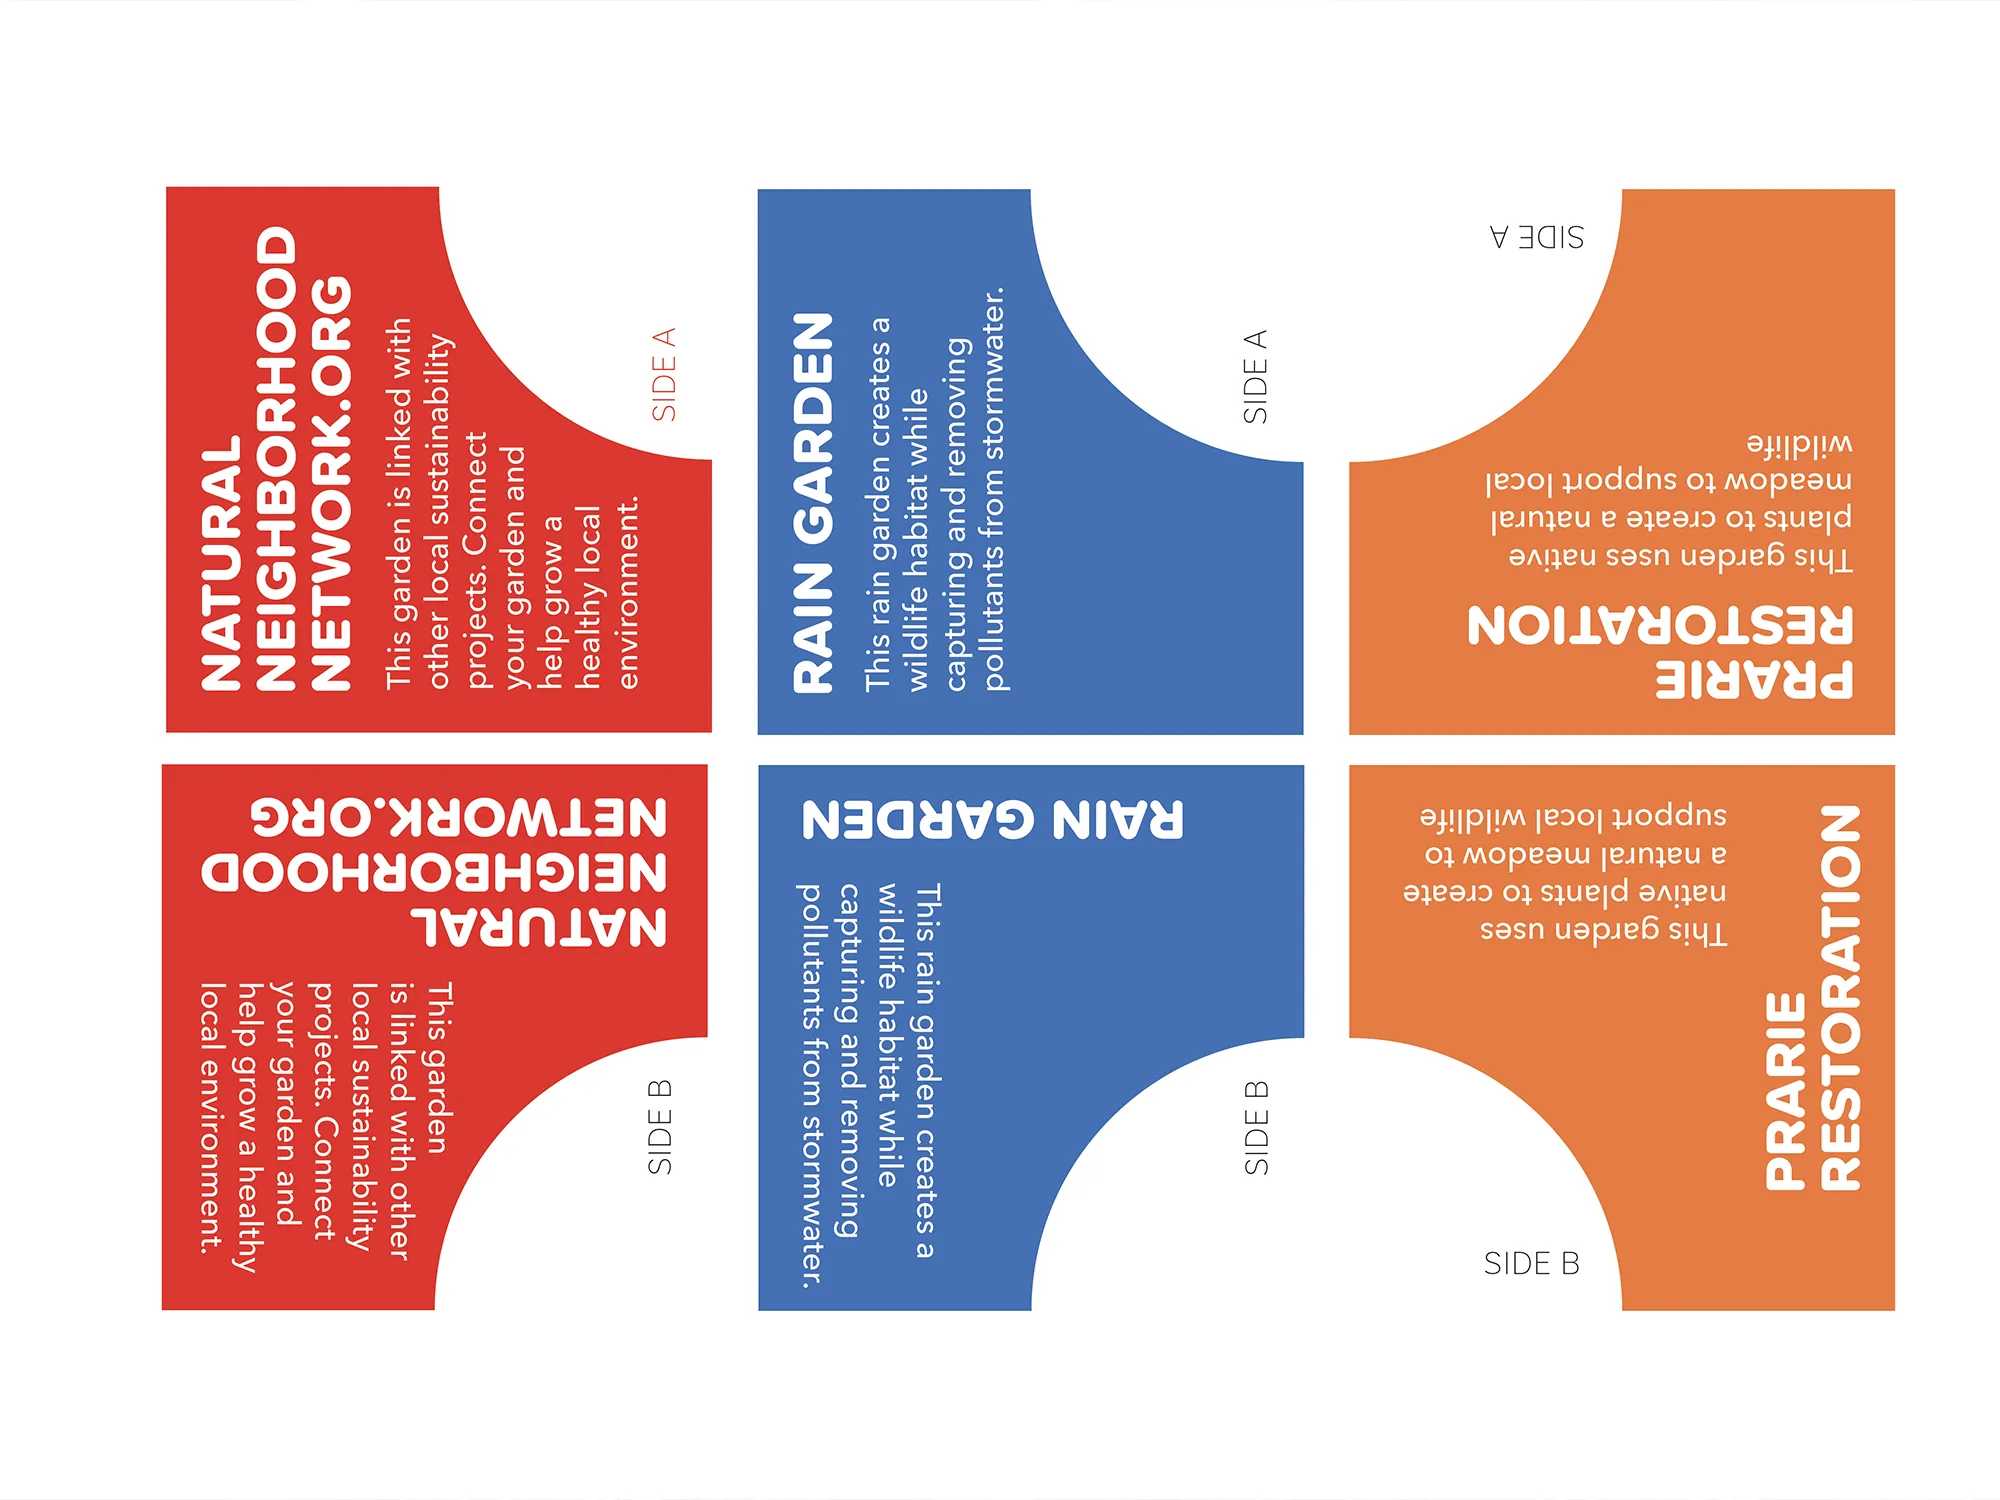 NATURAL
NEIGHBORHOOD
NETWORK.ORG
This garden is linked with
other local sustainability
projects. Connect
your garden and
help grow a
healthy local
environment.
SIDE A
RAIN GARDEN
This rain garden creates a
wildlife habitat while
capturing and removing
pollutants from stormwater.
SIDE A
PRARIE
RESTORATION
This garden uses native
plants to create a natural
meadow to support local
wildlife
SIDE A
NATURAL
NEIGHBORHOOD
NETWORK.ORG
This garden
is linked with other
local sustainability
projects. Connect
your garden and
help grow a healthy
local environment.
SIDE B
RAIN GARDEN
This rain garden creates a
wildlife habitat while
capturing and removing
pollutants from stormwater.
SIDE B
PRARIE
RESTORATION
This garden uses
native plants to create
a natural meadow to
support local wildlife
SIDE B